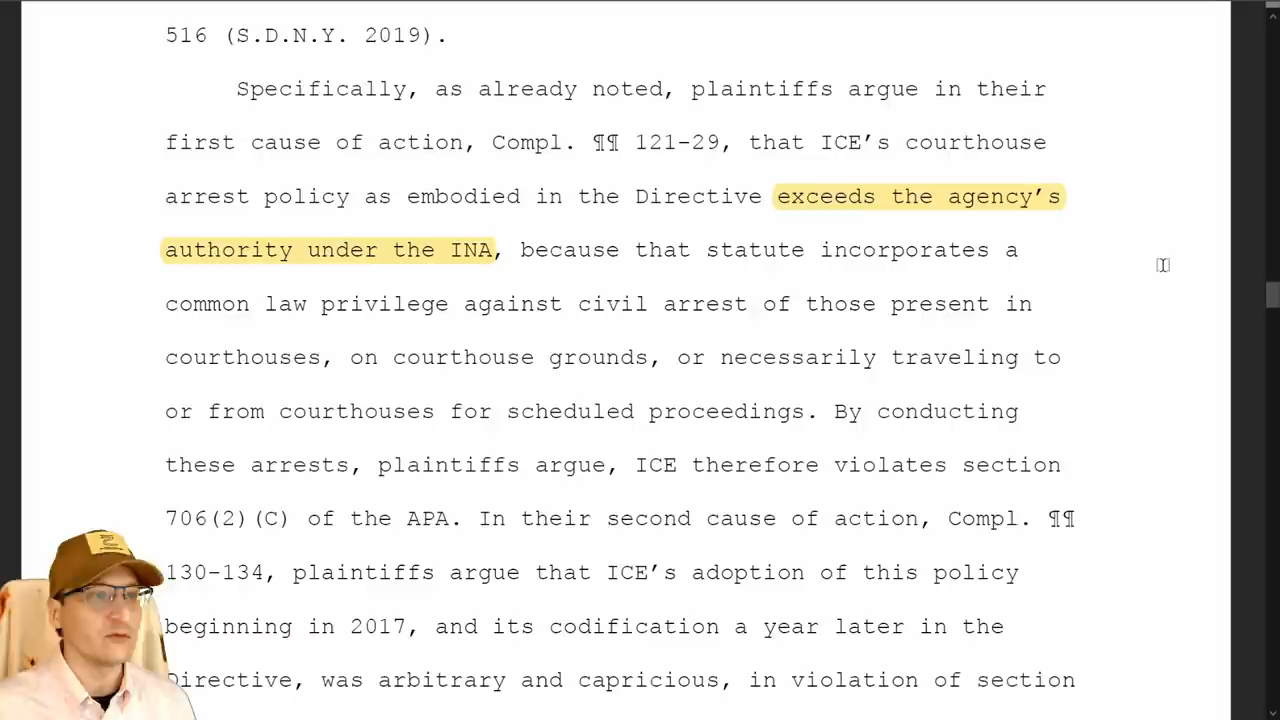 516 (S.D.N.Y. 2019).
Specifically, as already noted, plaintiffs argue in their
first cause of action, Compl. ¶¶ 121-29, that ICE’s courthouse
arrest policy as embodied in the Directive exceeds the agency’s
authority under the INA, because that statute incorporates a
common law privilege against civil arrest of those present in
courthouses, on courthouse grounds, or necessarily traveling to
or from courthouses for scheduled proceedings. By conducting
these arrests, plaintiffs argue, ICE therefore violates section
706(2)(C) of the APA. In their second cause of action, Compl. ¶¶
130-134, plaintiffs argue that ICE’s adoption of this policy
beginning in 2017, and its codification a year later in the
Directive, was arbitrary and capricious, in violation of section